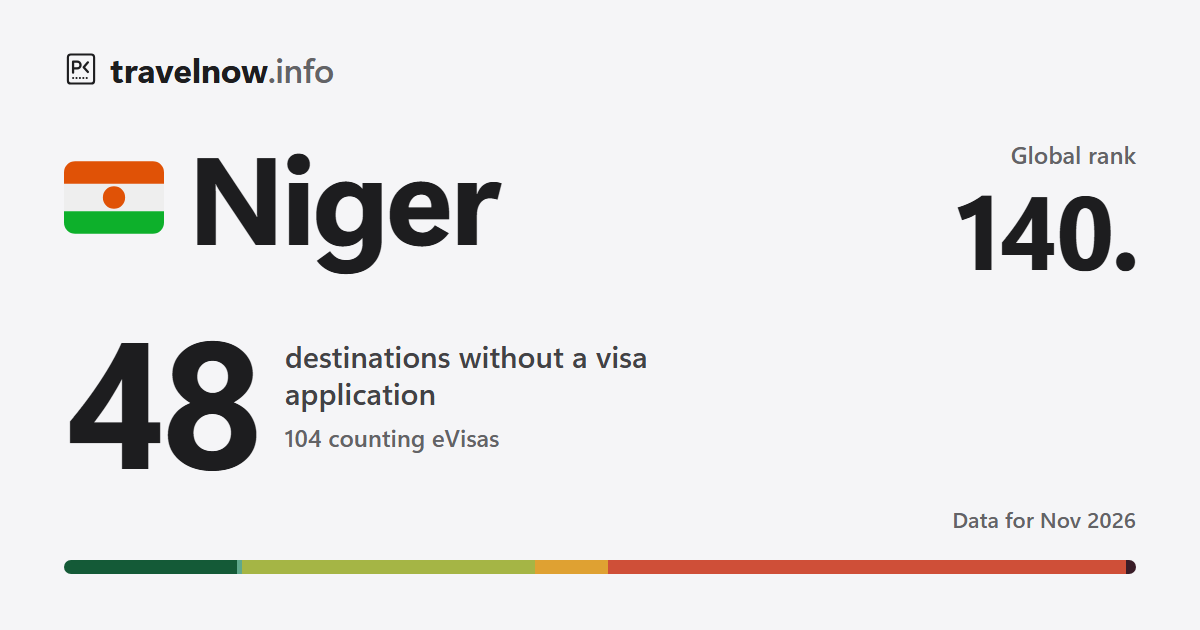 travelnow.info
Niger
Global rank
140.
48
destinations without a visa
application
104 counting eVisas
Data for Nov 2026